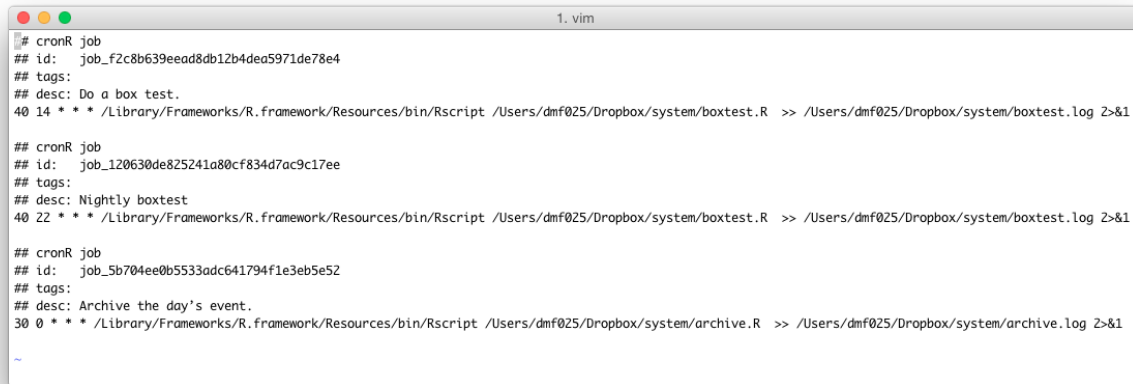 1. vim
## cronR job
## id:   job_f2c8b639eead8db12b4dea5971de78e4
## tags:
## desc: Do a box test.
40 14 * * * /Library/Frameworks/R.framework/Resources/bin/Rscript /Users/dmf025/Dropbox/system/boxtest.R  >> /Users/dmf025/Dropbox/system/boxtest.log 2>&1
## cronR job
## id:   job_120630de825241a80cf834d7ac9c17ee
## tags:
## desc: Nightly boxtest
40 22 * * * /Library/Frameworks/R.framework/Resources/bin/Rscript /Users/dmf025/Dropbox/system/boxtest.R  >> /Users/dmf025/Dropbox/system/boxtest.log 2>&1
## cronR job
## id:   job_5b704ee0b5533adc641794f1e3eb5e52
## tags:
## desc: Archive the day's event.
30 0 * * * /Library/Frameworks/R.framework/Resources/bin/Rscript /Users/dmf025/Dropbox/system/archive.R  >> /Users/dmf025/Dropbox/system/archive.log 2>&1
~